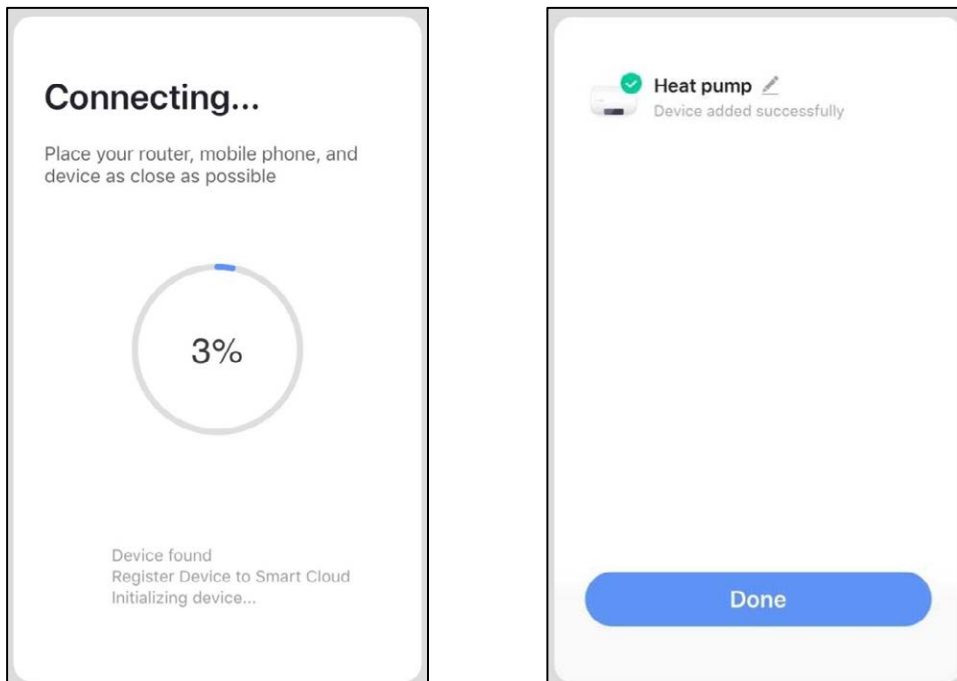 Connecting...
Place your router, mobile phone, and
device as close as possible
3%
Device found
Register Device to Smart Cloud
Initializing device...
Heat pump
Device added successfully
Done